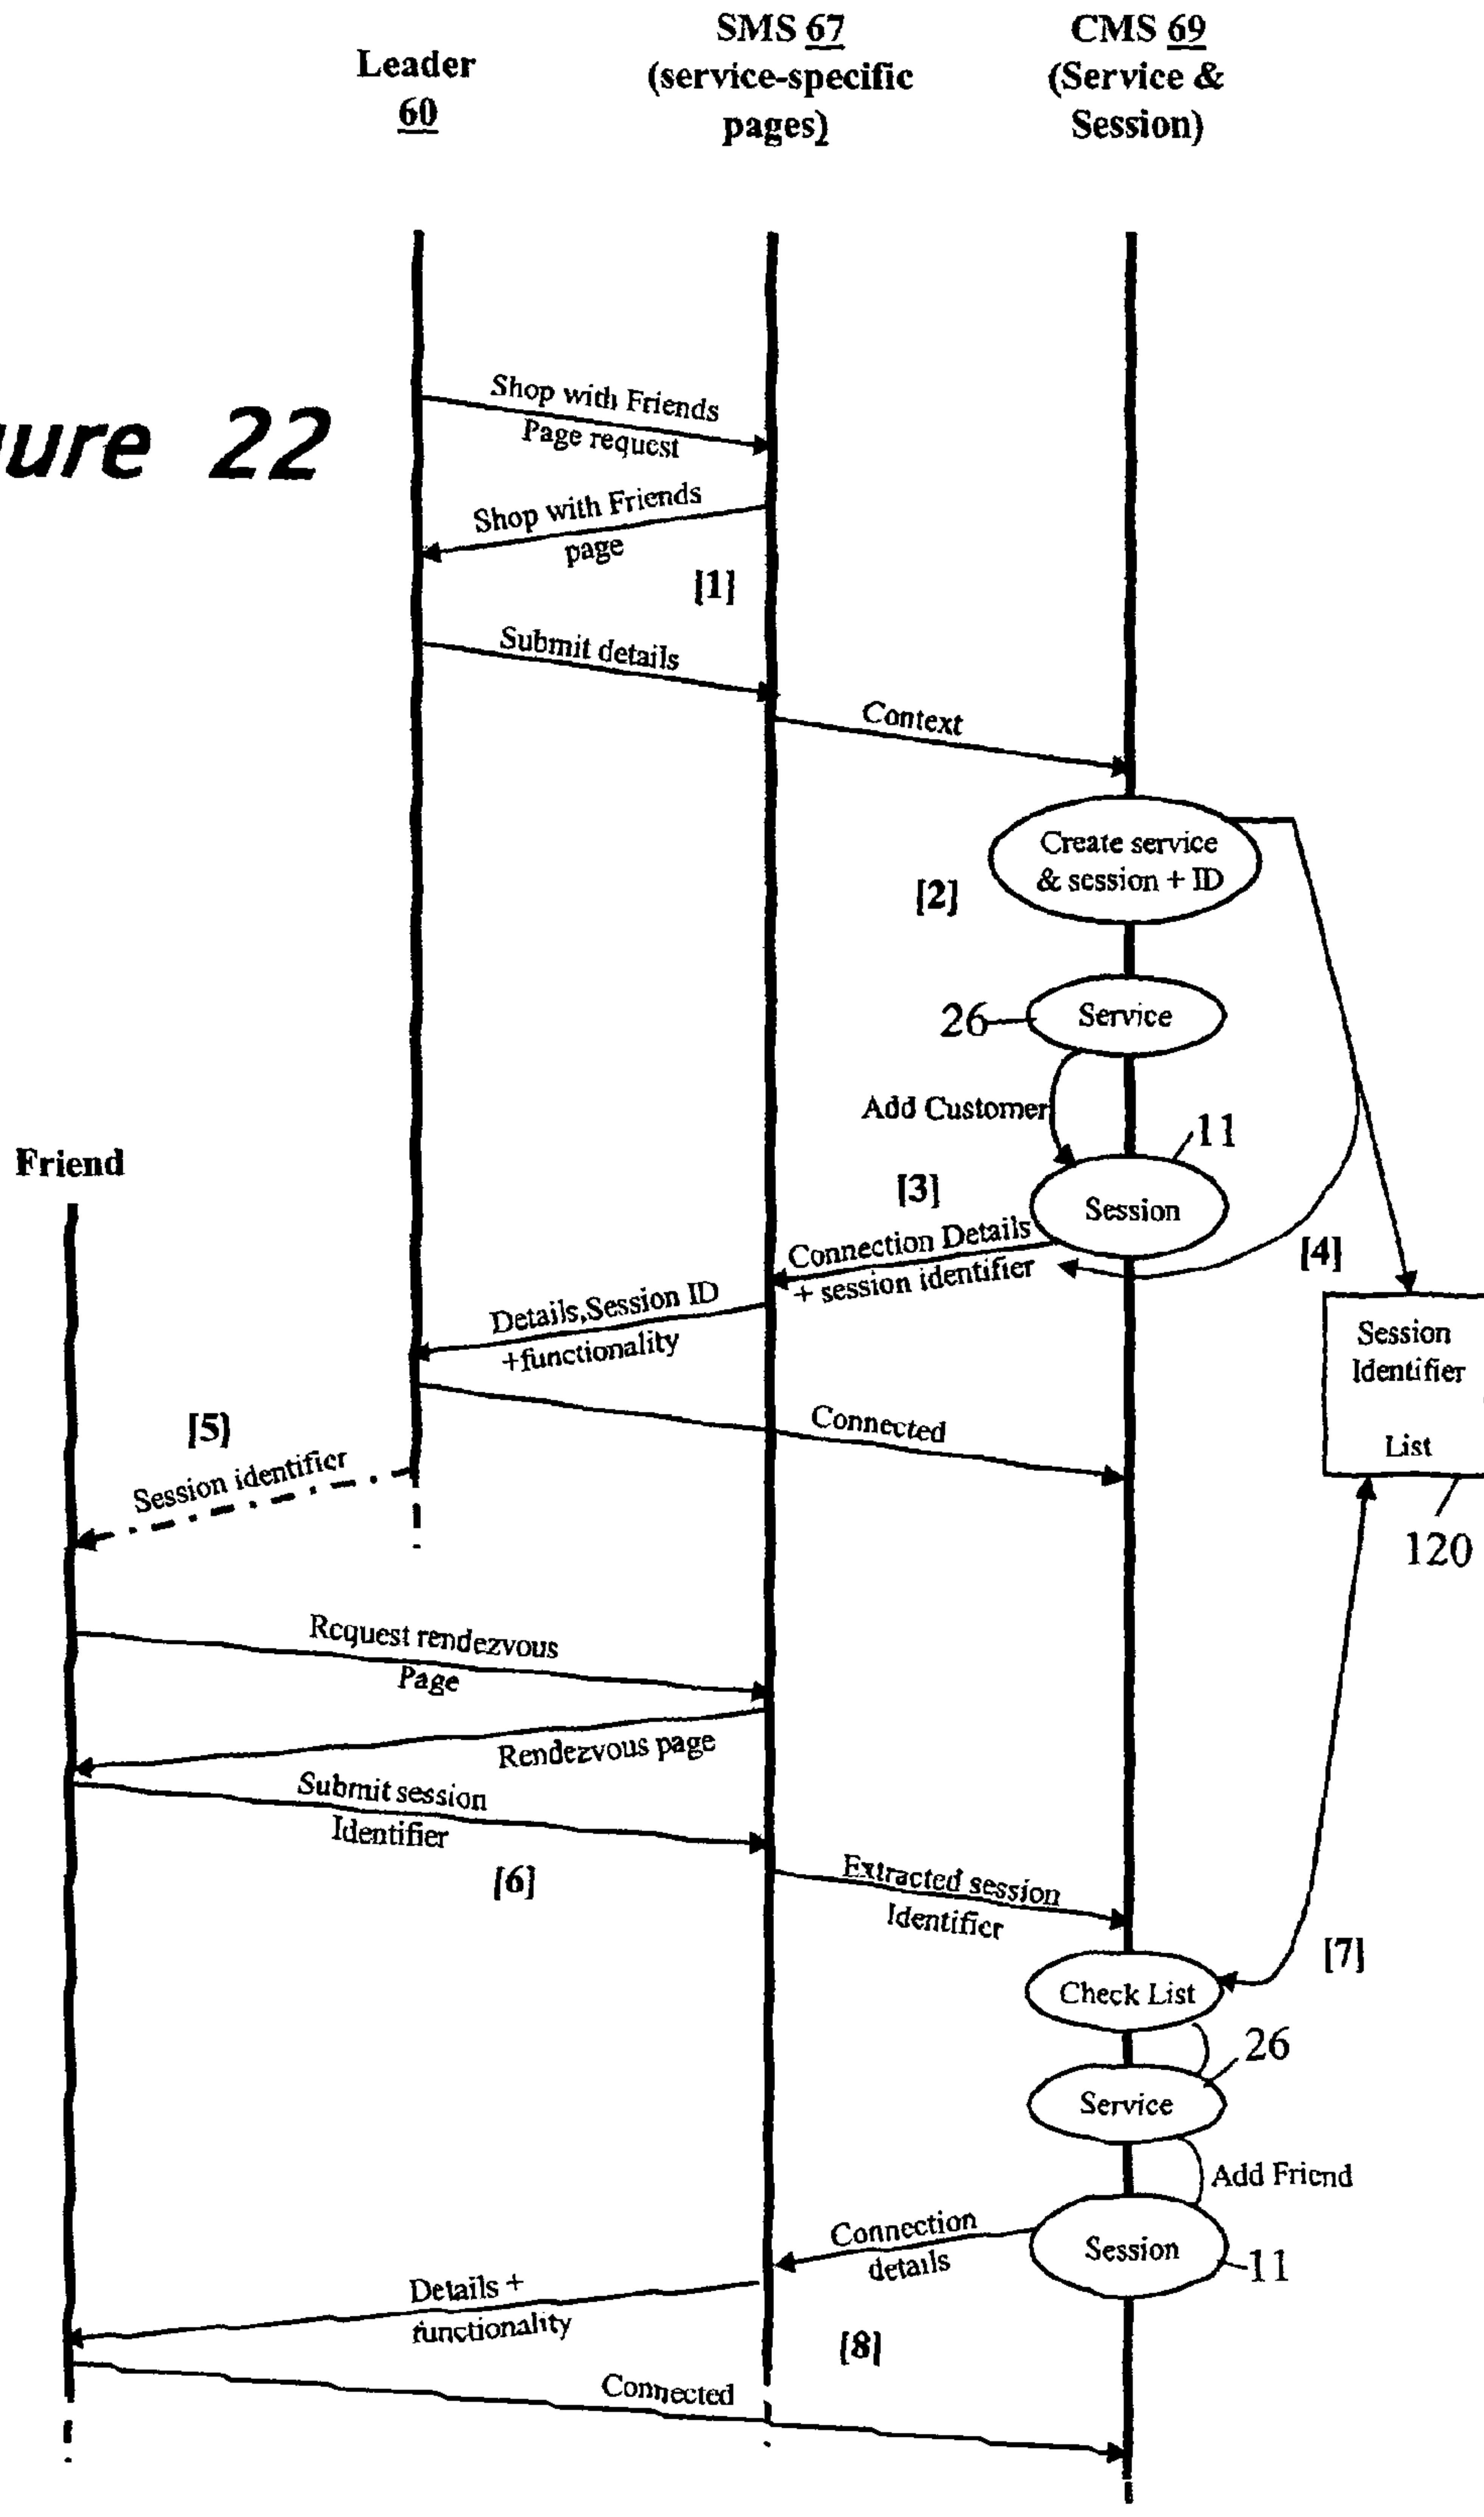 SMS 67
(service-specific
pages)
CMS 69
(Service &
Session)
Leader
60
ure 22
Shop with Friends
Page request
Shop with Friends
page
[1]
Submit details
Context
Create service
& session + ID
[2]
26
Service
Add Customer
11
Friend
[3]
Session
Connection Details
+ session identifier
[4]
Details,Session ID
+functionality
Session
Identifier
List
120
Connected
[5]
Session identifier
Request rendezvous
Page
Rendezvous page
Submit session
Identifier
[6]
Extracted session
Identifier
[7]
Check List
26
Service
Add Friend
Connection
details
Session
11
Details +
functionality
[8]
Connected